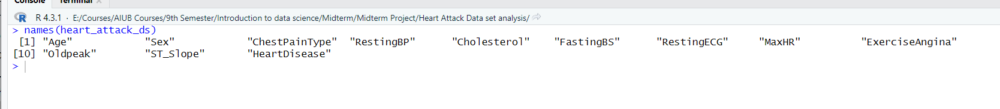 Console Terminal ×
R R 4.3.1 · E:/Courses/AIUB Courses/9th Semester/Introduction to data science/Midterm/Midterm Project/Heart Attack Data set analysis/
> names(heart_attack_ds)
[1] "Age" "Sex" "ChestPainType" "RestingBP" "Cholesterol" "FastingBS" "RestingECG" "MaxHR" "ExerciseAngina"
[10] "Oldpeak" "ST_Slope" "HeartDisease"
>